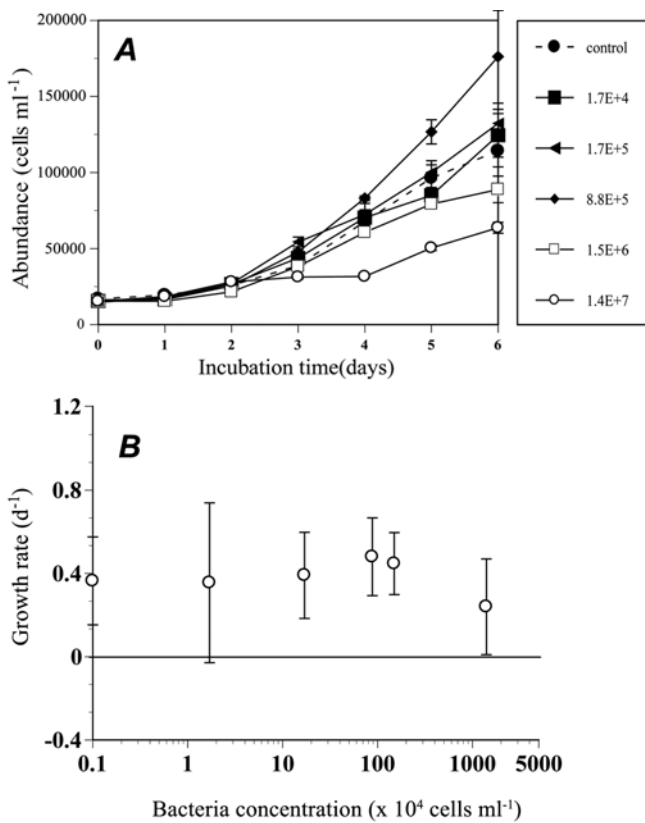 A
200000
150000
100000
50000
0
Abundance (cells ml-1)
0 1 2 3 4 5 6
Incubation time(days)
control
1.7E+4
1.7E+5
8.8E+5
1.5E+6
1.4E+7
B
1.2
0.8
0.4
0
-0.4
Growth rate (d-1)
0.1 1 10 100 1000 5000
Bacteria concentration (x 10⁴ cells ml-1)